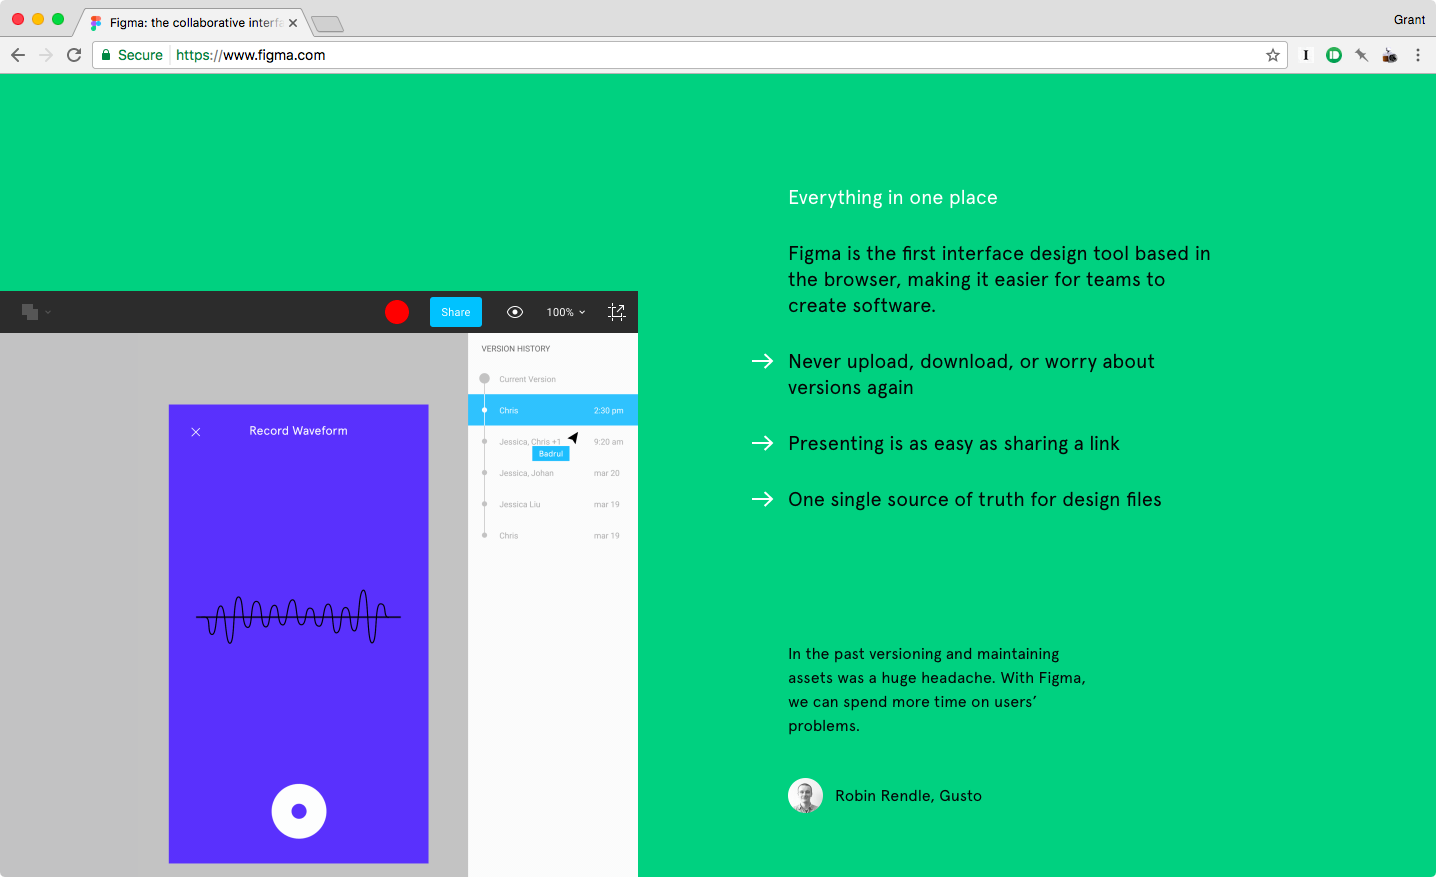 Figma: the collaborative interfa
Grant
Secure https://www.figma.com
Everything in one place
Figma is the first interface design tool based in
the browser, making it easier for teams to
create software.
Never upload, download, or worry about
versions again
Presenting is as easy as sharing a link
One single source of truth for design files
In the past versioning and maintaining
assets was a huge headache. With Figma,
we can spend more time on users’
problems.
Robin Rendle, Gusto
Share
100%
VERSION HISTORY
Current Version
Chris 2:30 pm
Jessica, Chris +1 9:20 am
Badrul
Jessica, Johan mar 20
Jessica Liu mar 19
Chris mar 19
Record Waveform